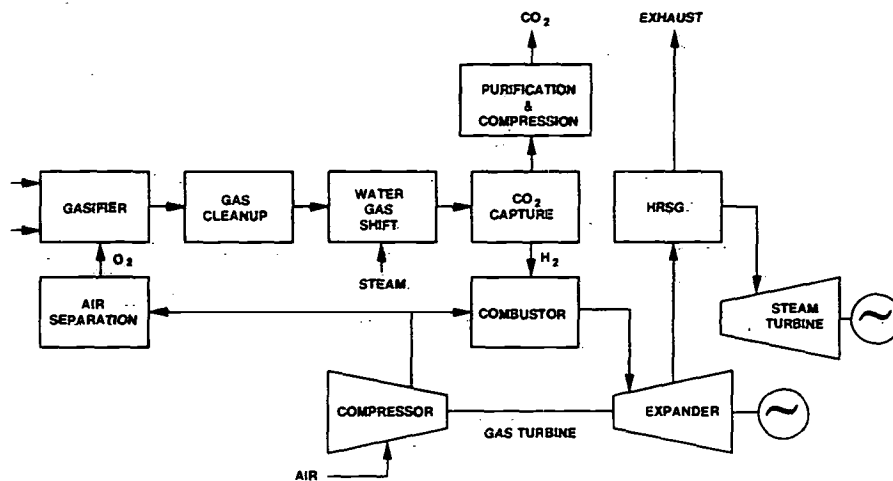 CO2
EXHAUST
PURIFICATION
&
COMPRESSION
GASIFIER
GAS
CLEANUP
WATER
GAS
SHIFT
CO2
CAPTURE
HRSG
O2
STEAM
H2
AIR
SEPARATION
COMBUSTOR
STEAM
TURBINE
~
COMPRESSOR
GAS TURBINE
EXPANDER
~
AIR